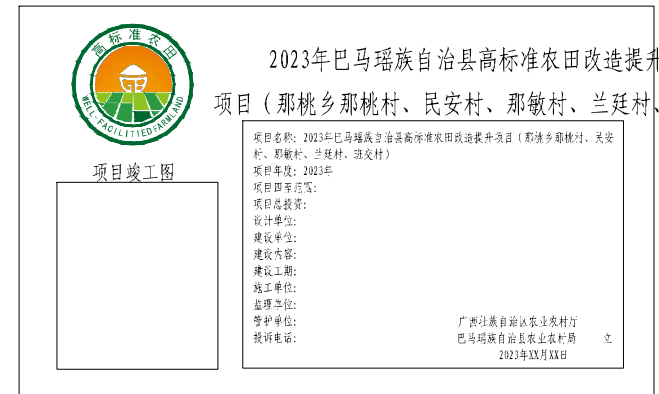 高标准农田
WELL-FACILITIED FARMLAND
2023年巴马瑶族自治县高标准农田改造提升
项目（那桃乡那桃村、民安村、那敏村、兰廷村、
项目竣工图
项目名称：2023年巴马瑶族自治县高标准农田改造提升项目（那桃乡那桃村、民安
村、那敏村、兰廷村、班交村）
项目年度：2023年
项目四至范围：
项目总投资：
设计单位：
建设单位：
建设内容：
建设工期：
施工单位：
监理单位：
管护单位：
投诉电话：
广西壮族自治区农业农村厅
巴马瑶族自治县农业农村局 立
2023年XX月XX日